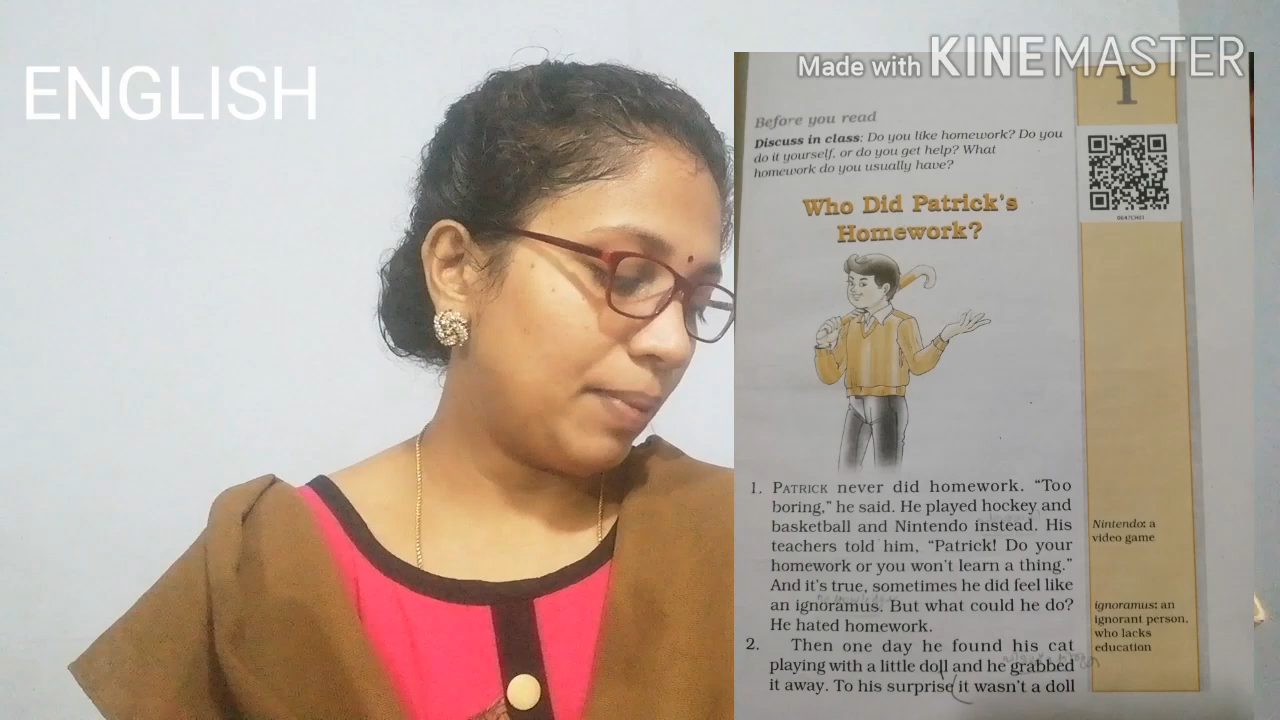 ENGLISH
Made with KINEMASTER
1
Before you read
Discuss in class: Do you like homework? Do you
do it yourself, or do you get help? What
homework do you usually have?
Who Did Patrick's
Homework?
1. PATRICK never did homework. “Too
boring,” he said. He played hockey and
basketball and Nintendo instead. His
teachers told him, “Patrick! Do your
homework or you won't learn a thing.”
And it's true, sometimes he did feel like
an ignoramus. But what could he do?
He hated homework.
2. Then one day he found his cat
playing with a little doll and he grabbed
it away. To his surprise it wasn't a doll
Nintendo: a
video game
ignoramus: an
ignorant person,
who lacks
education